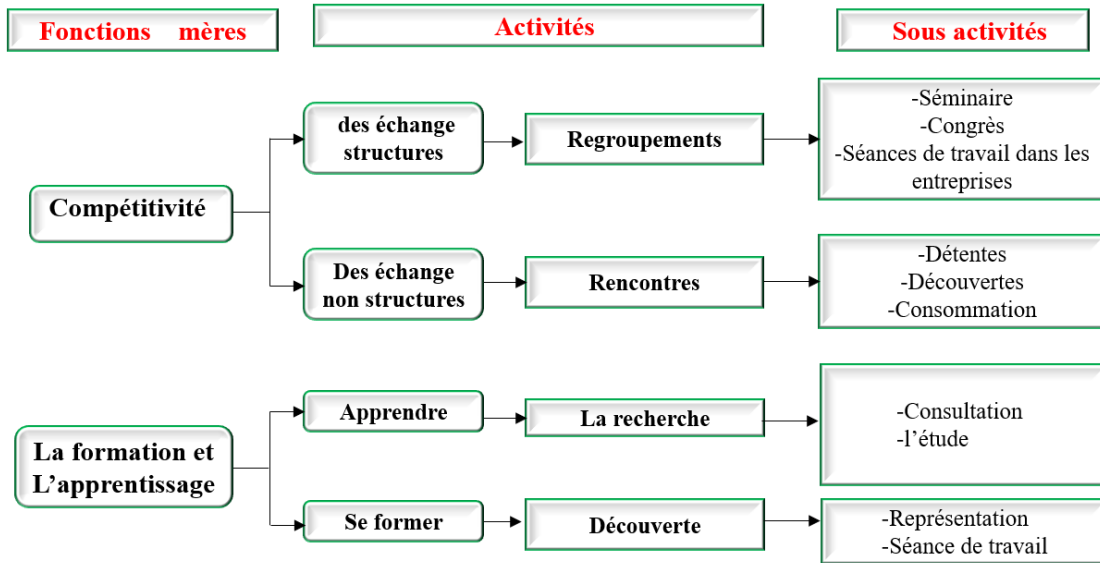 Fonctions mères
Activités
Sous activités
Compétitivité
des échange
structures
Regroupements
-Séminaire
-Congrès
-Séances de travail dans les
entreprises
Des échange
non structures
Rencontres
-Détentes
-Découvertes
-Consommation
La formation et
L’apprentissage
Apprendre
La recherche
-Consultation
-l’étude
Se former
Découverte
-Représentation
-Séance de travail